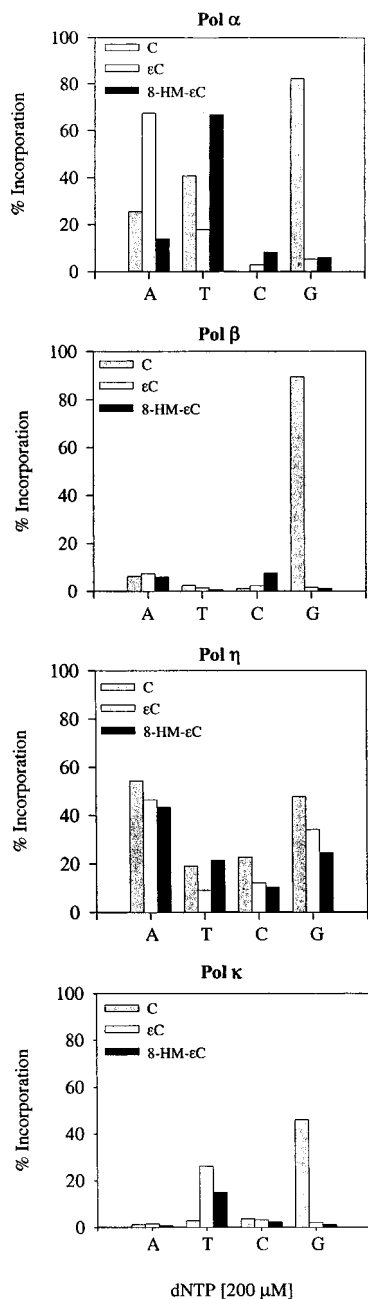 Pol α
100
C
80
εC
8-HM-εC
60
% Incorporation
40
20
0
A T C G
Pol β
100
C
80
εC
8-HM-εC
60
% Incorporation
40
20
0
A T C G
Pol η
100
C
80
εC
8-HM-εC
60
% Incorporation
40
20
0
A T C G
Pol κ
100
C
80
εC
8-HM-εC
60
% Incorporation
40
20
0
A T C G
dNTP [200 μM]